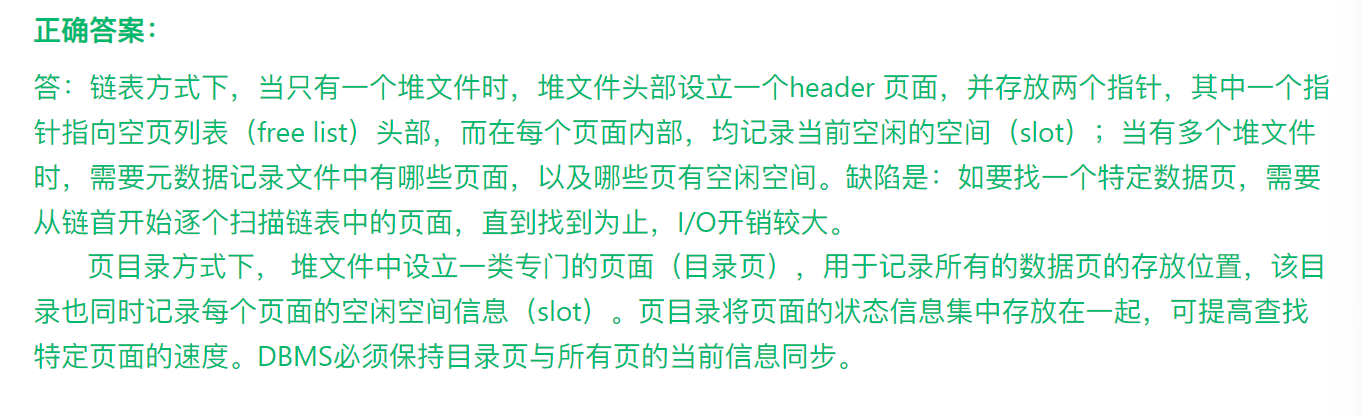 正确答案：
答：链表方式下，当只有一个堆文件时，堆文件头部设立一个header 页面，并存放两个指针，其中一个指
针指向空页列表（free list）头部，而在每个页面内部，均记录当前空闲的空间（slot）；当有多个堆文件
时，需要元数据记录文件中有哪些页面，以及哪些页有空闲空间。缺陷是：如要找一个特定数据页，需要
从链首开始逐个扫描链表中的页面，直到找到为止，I/O开销较大。
页目录方式下， 堆文件中设立一类专门的页面（目录页），用于记录所有的数据页的存放位置，该目
录也同时记录每个页面的空闲空间信息（slot）。页目录将页面的状态信息集中存放在一起，可提高查找
特定页面的速度。DBMS必须保持目录页与所有页的当前信息同步。